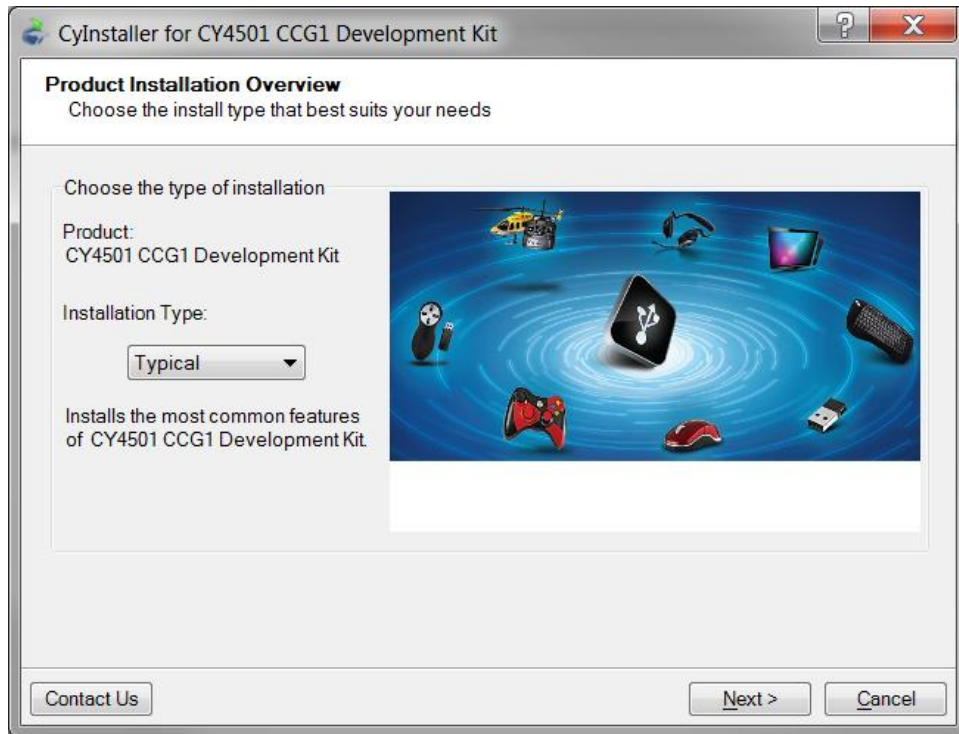 CyInstaller for CY4501 CCG1 Development Kit
Product Installation Overview
Choose the install type that best suits your needs
Choose the type of installation
Product:
CY4501 CCG1 Development Kit
Installation Type:
Typical
Installs the most common features
of CY4501 CCG1 Development Kit.
Contact Us
Next >
Cancel